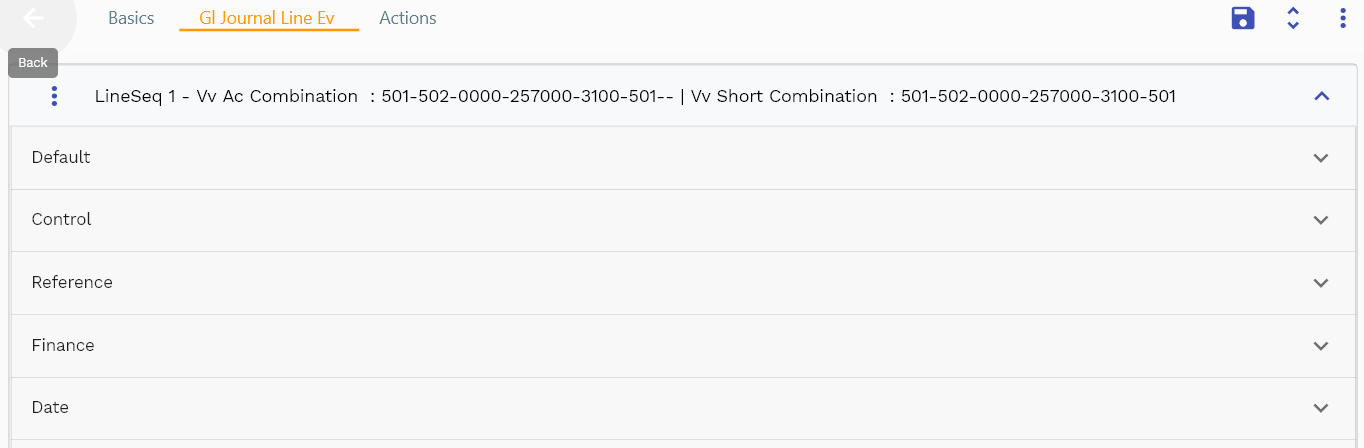 Basics Gl Journal Line Ev Actions
Back
LineSeq 1 - Vv Ac Combination : 501-502-0000-257000-3100-501-- | Vv Short Combination : 501-502-0000-257000-3100-501
Default
Control
Reference
Finance
Date